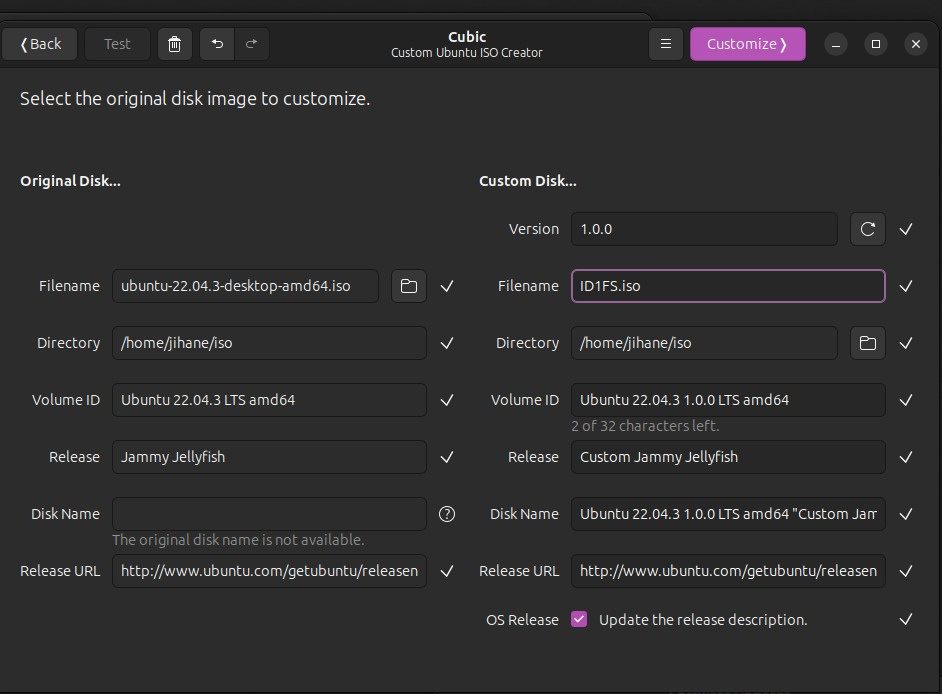 Back
Test
Cubic
Custom Ubuntu ISO Creator
Customize
Select the original disk image to customize.
Original Disk...
Custom Disk...
Version 1.0.0
Filename ubuntu-22.04.3-desktop-amd64.iso
Filename ID1FS.iso
Directory /home/jihane/iso
Directory /home/jihane/iso
Volume ID Ubuntu 22.04.3 LTS amd64
Volume ID Ubuntu 22.04.3 1.0.0 LTS amd64
2 of 32 characters left.
Release Jammy Jellyfish
Release Custom Jammy Jellyfish
Disk Name
Disk Name Ubuntu 22.04.3 1.0.0 LTS amd64 "Custom Jam
The original disk name is not available.
Release URL http://www.ubuntu.com/getubuntu/releasen
Release URL http://www.ubuntu.com/getubuntu/releasen
OS Release Update the release description.